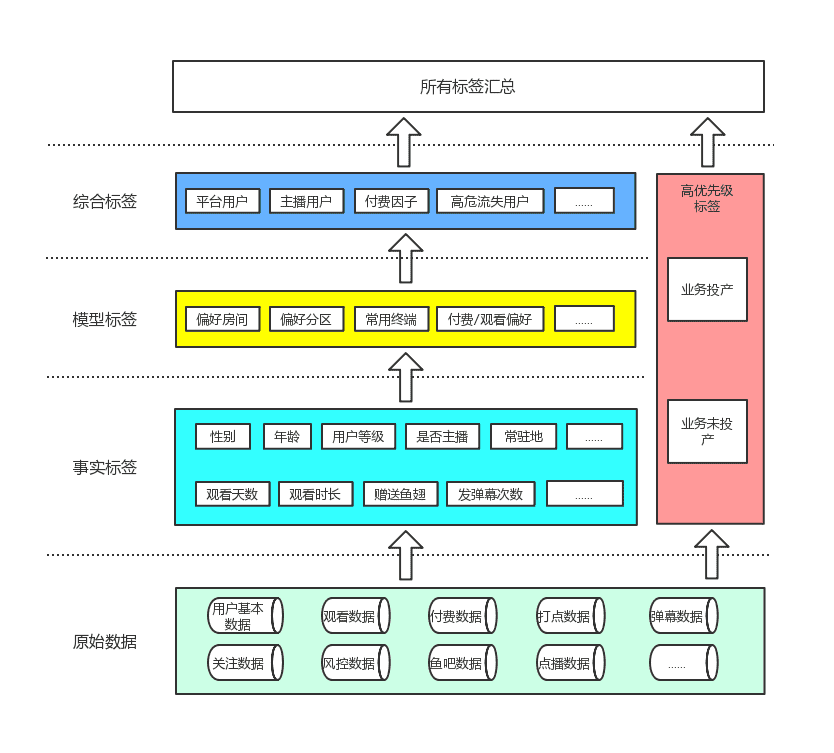 所有标签汇总
综合标签
平台用户
主播用户
付费因子
高危流失用户
......
高优先级
标签
业务投产
业务未投
产
模型标签
偏好房间
偏好分区
常用终端
付费/观看偏好
......
事实标签
性别
年龄
用户等级
是否主播
常驻地
......
观看天数
观看时长
赠送鱼翅
发弹幕次数
......
原始数据
用户基本
数据
观看数据
付费数据
打点数据
弹幕数据
关注数据
风控数据
鱼吧数据
点播数据
......